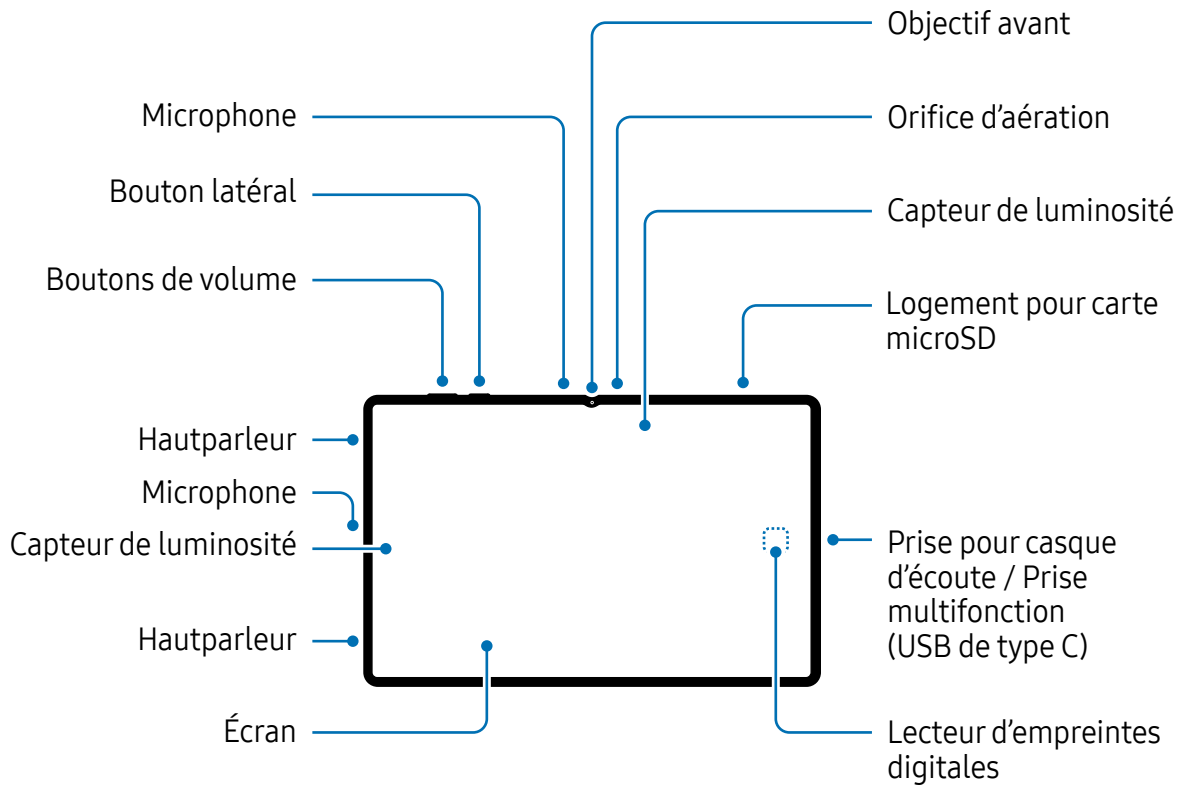 Objectif avant
Microphone
Orifice d'aération
Bouton latéral
Capteur de luminosité
Boutons de volume
Logement pour carte
microSD
Hautparleur
Microphone
Capteur de luminosité
Prise pour casque
d'écoute / Prise
multifonction
(USB de type C)
Hautparleur
Écran
Lecteur d'empreintes
digitales